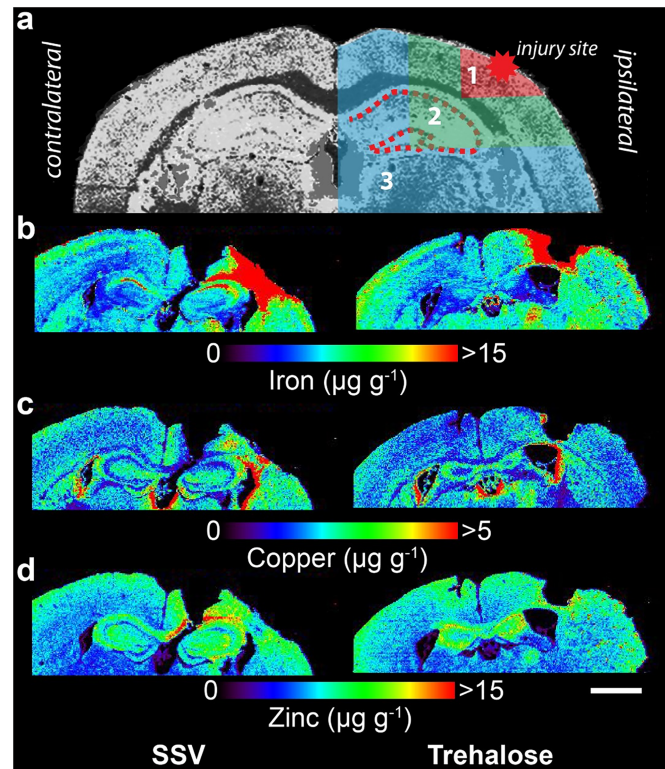 a
contralateral
injury site
ipsilateral
1
2
3
b
0 >15
Iron (µg g⁻¹)
c
0 >5
Copper (µg g⁻¹)
d
0 >15
Zinc (µg g⁻¹)
SSV Trehalose